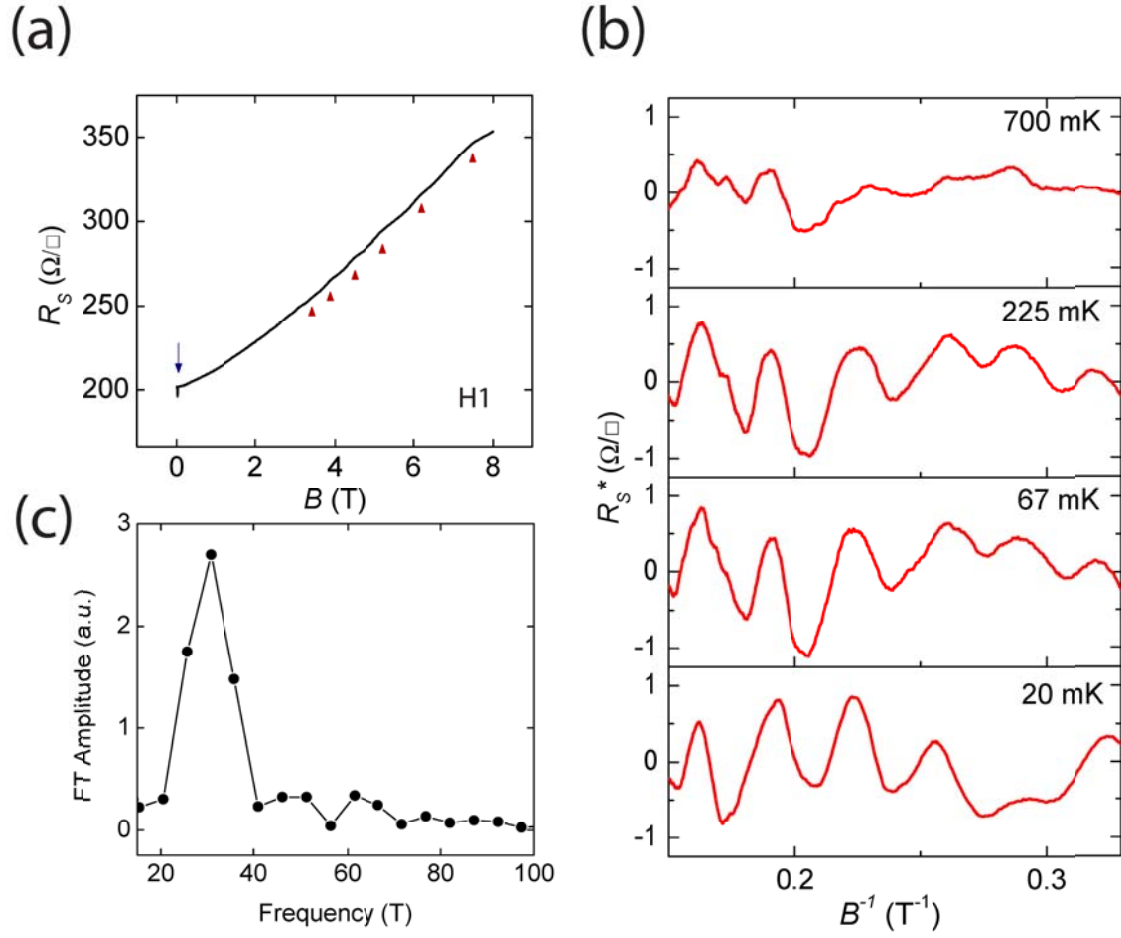 (a)
350
300
250
200
R_S (Ω/□)
H1
0
2
4
6
8
B (T)
(b)
1
0
-1
700 mK
1
0
-1
225 mK
1
0
-1
67 mK
1
0
-1
20 mK
R_S* (Ω/□)
0.2
0.3
B⁻¹ (T⁻¹)
(c)
3
2
1
0
FT Amplitude (a.u.)
20
40
60
80
100
Frequency (T)